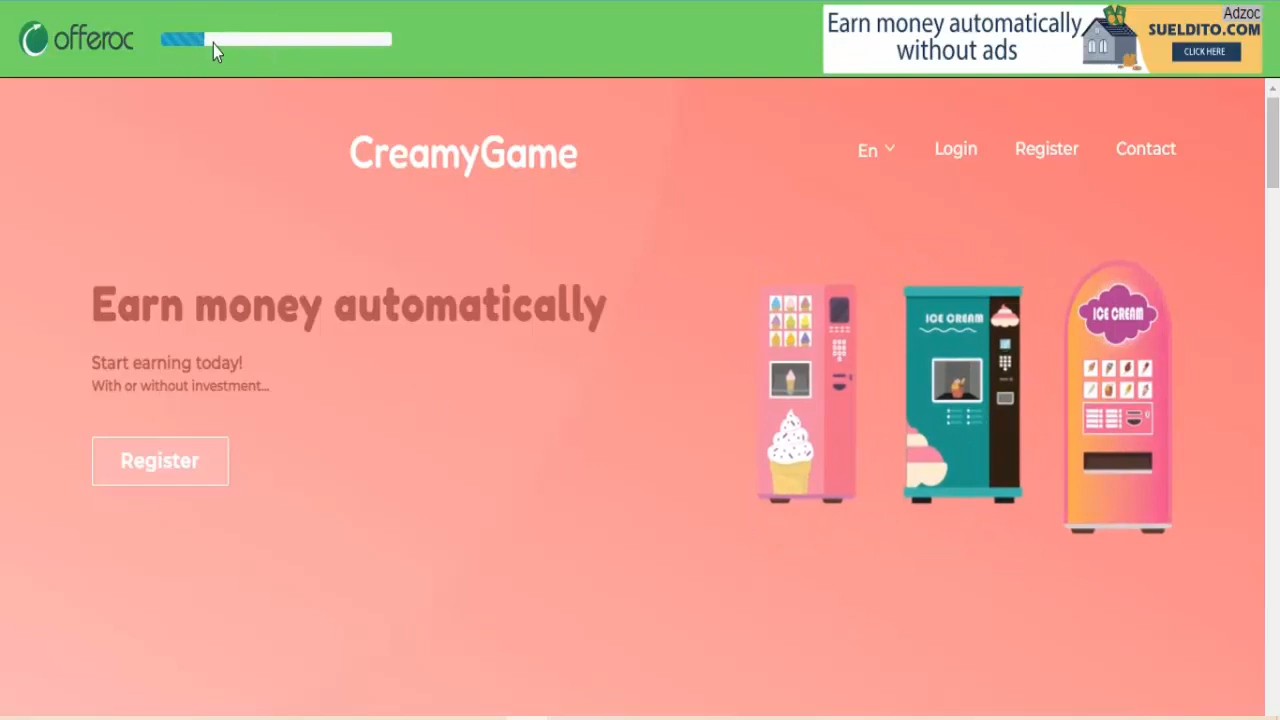 offeroc
Earn money automatically
without ads
Adzoc
SUELDITO.COM
CLICK HERE
CreamyGame
En
Login
Register
Contact
Earn money automatically
Start earning today!
With or without investment...
Register
ICE CREAM
ICE CREAM